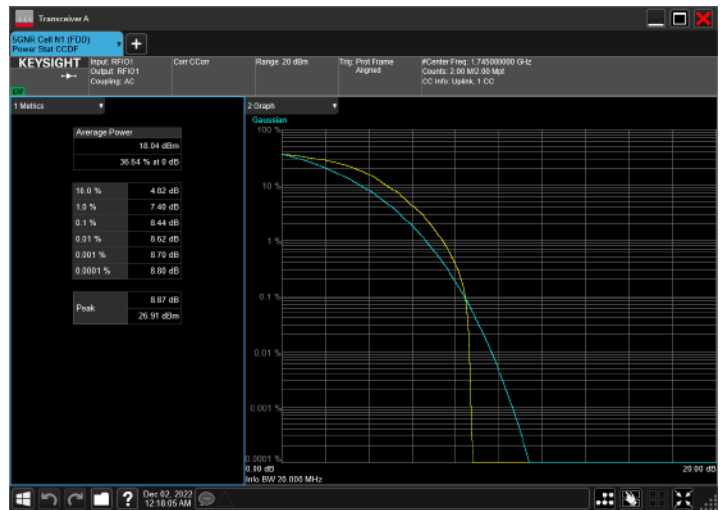 Transceiver A
5GNR Cell N1 (FDD)
Power Stat CCDF
KEYSIGHT
Input: RFIO1
Output: RFIO1
Coupling: AC
Corr CCorr
Range: 20 dBm
Trig: Prot Frame
Aligned
#Center Freq: 1.745000000 GHz
Counts: 2.00 M/2.00 Mpt
CC Info: Uplink, 1 CC
1 Metrics
Average Power
18.04 dBm
36.64 % at 0 dB
10.0 % 4.82 dB
1.0 % 7.40 dB
0.1 % 8.44 dB
0.01 % 8.62 dB
0.001 % 8.70 dB
0.0001 % 8.80 dB
Peak
8.87 dB
26.91 dBm
2 Graph
Gaussian
100 %
10 %
1 %
0.1 %
0.01 %
0.001 %
0.0001 %
0.00 dB
20.00 dB
Info BW 20.000 MHz
Dec 02, 2022
12:18:05 AM